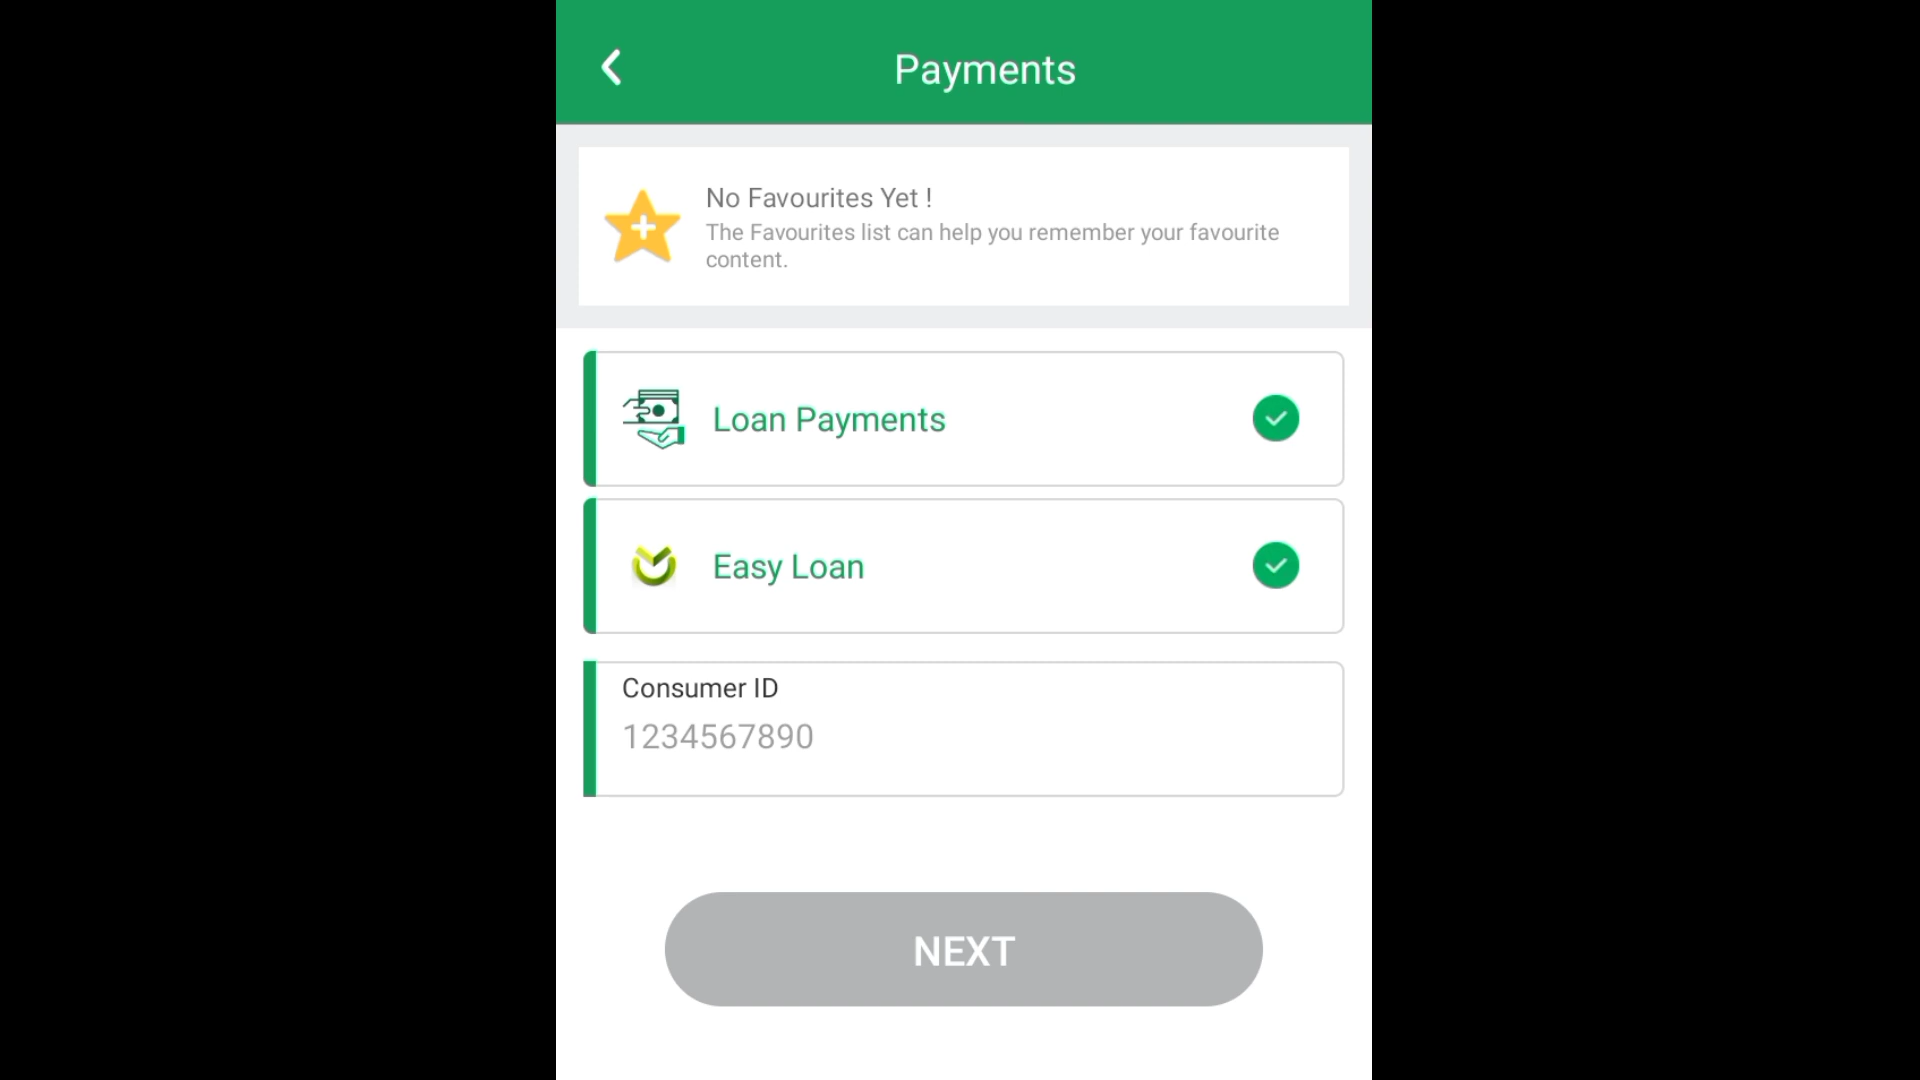 Payments
No Favourites Yet !
The Favourites list can help you remember your favourite
content.
Loan Payments
Easy Loan
Consumer ID
1234567890
NEXT